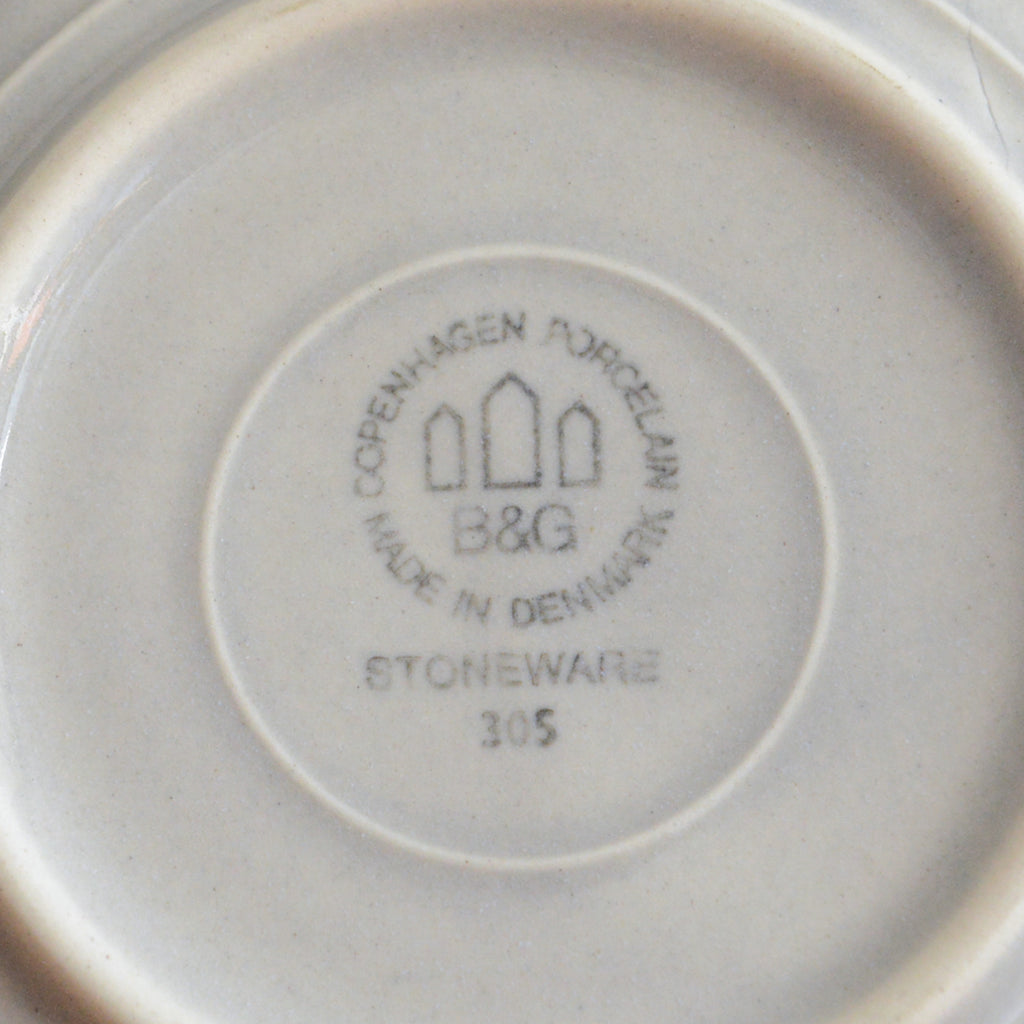 COPENHAGEN PORCELAIN
B&G
MADE IN DENMARK
STONEWARE
305